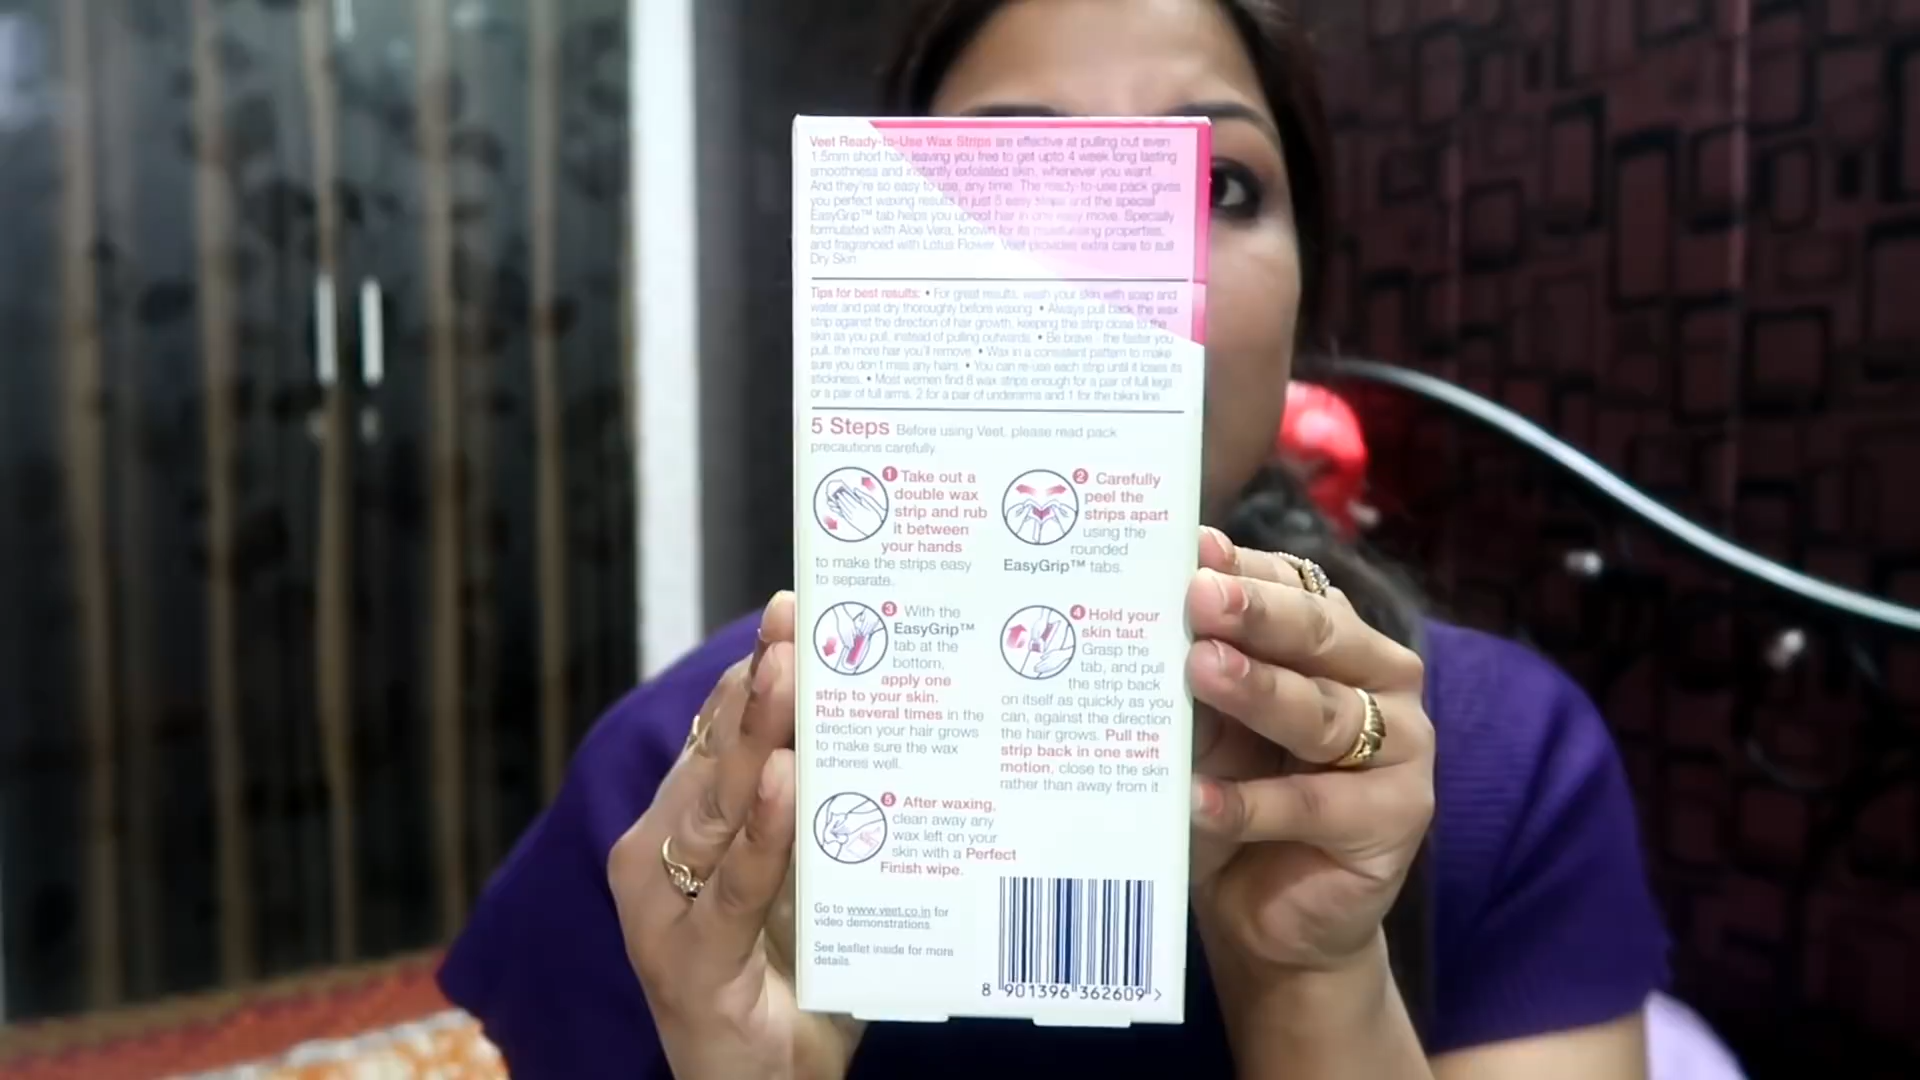 Veet Ready-to-Use Wax Strips are effective at pulling out even
1.5mm short hair, leaving you free to get upto 4 week long lasting
smoothness and instantly exfoliated skin, whenever you want.
And they're so easy to use, any time. The ready-to-use pack gives
you perfect waxing results in just 5 easy steps and the special
EasyGrip™ tab helps you uproot hair in one easy move. Specially
formulated with Aloe Vera, known for its moisturising properties,
and fragranced with Lotus Flower. Veet provides extra care to suit
Dry Skin.
Tips for best results: • For great results, wash your skin with soap and
water and pat dry thoroughly before waxing. • Always pull back the wax
strip against the direction of hair growth, keeping the strip close to the
skin as you pull, instead of pulling outwards. • Be brave - the faster you
pull, the more hair you'll remove. • Wax in a consistent pattern to make
sure you don't miss any hairs. • You can re-use each strip until it loses its
stickiness. • Most women find 8 wax strips enough for a pair of full legs
or a pair of full arms, 2 for a pair of underarms and 1 for the bikini line.
5 Steps Before using Veet, please read pack
precautions carefully
1 Take out a
double wax
strip and rub
it between
your hands
to make the strips easy
to separate.
2 Carefully
peel the
strips apart
using the
rounded
EasyGrip™ tabs.
3 With the
EasyGrip™
tab at the
bottom,
apply one
strip to your skin.
Rub several times in the
direction your hair grows
to make sure the wax
adheres well.
4 Hold your
skin taut.
Grasp the
tab, and pull
the strip back
on itself as quickly as you
can, against the direction
the hair grows. Pull the
strip back in one swift
motion, close to the skin
rather than away from it.
5 After waxing,
clean away any
wax left on your
skin with a Perfect
Finish wipe.
Go to www.veet.co.in for
video demonstrations.
See leaflet inside for more
details.
8 901396 362609 >